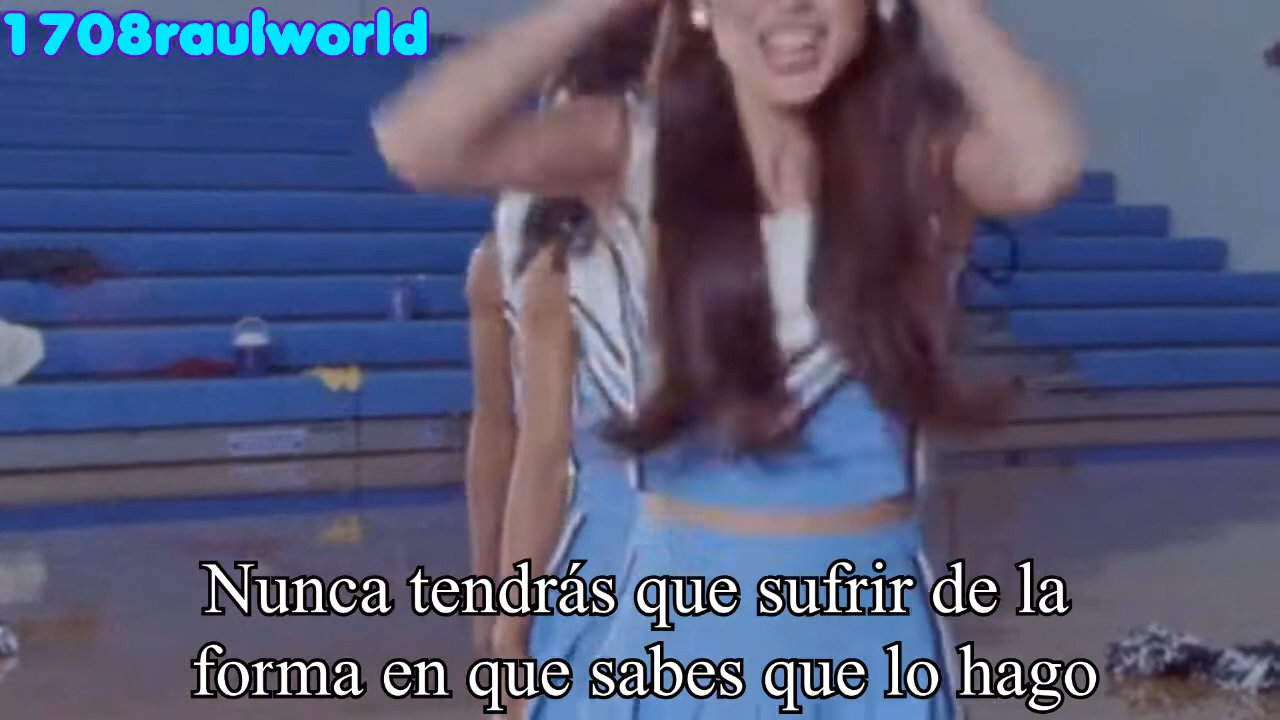 1708raulworld
Nunca tendrás que sufrir de la
forma en que sabes que lo hago